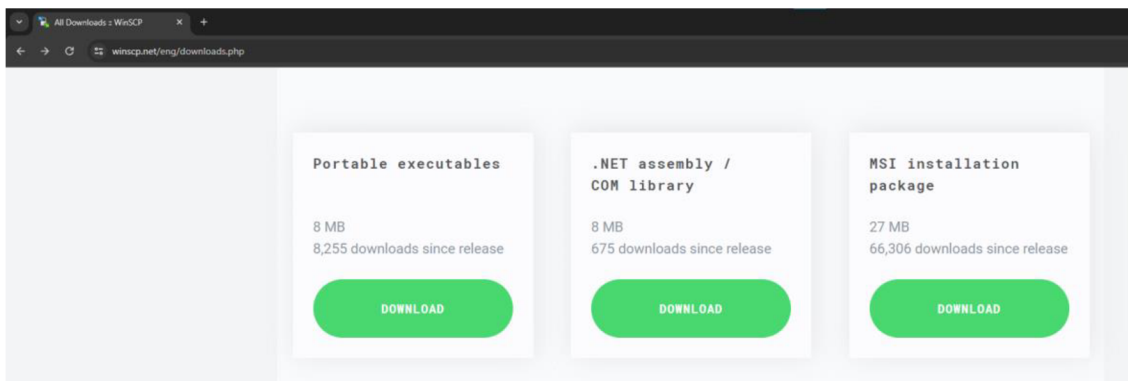 All Downloads :: WinSCP
winscp.net/eng/downloads.php
Portable executables
8 MB
8,255 downloads since release
DOWNLOAD
.NET assembly /
COM library
8 MB
675 downloads since release
DOWNLOAD
MSI installation
package
27 MB
66,306 downloads since release
DOWNLOAD